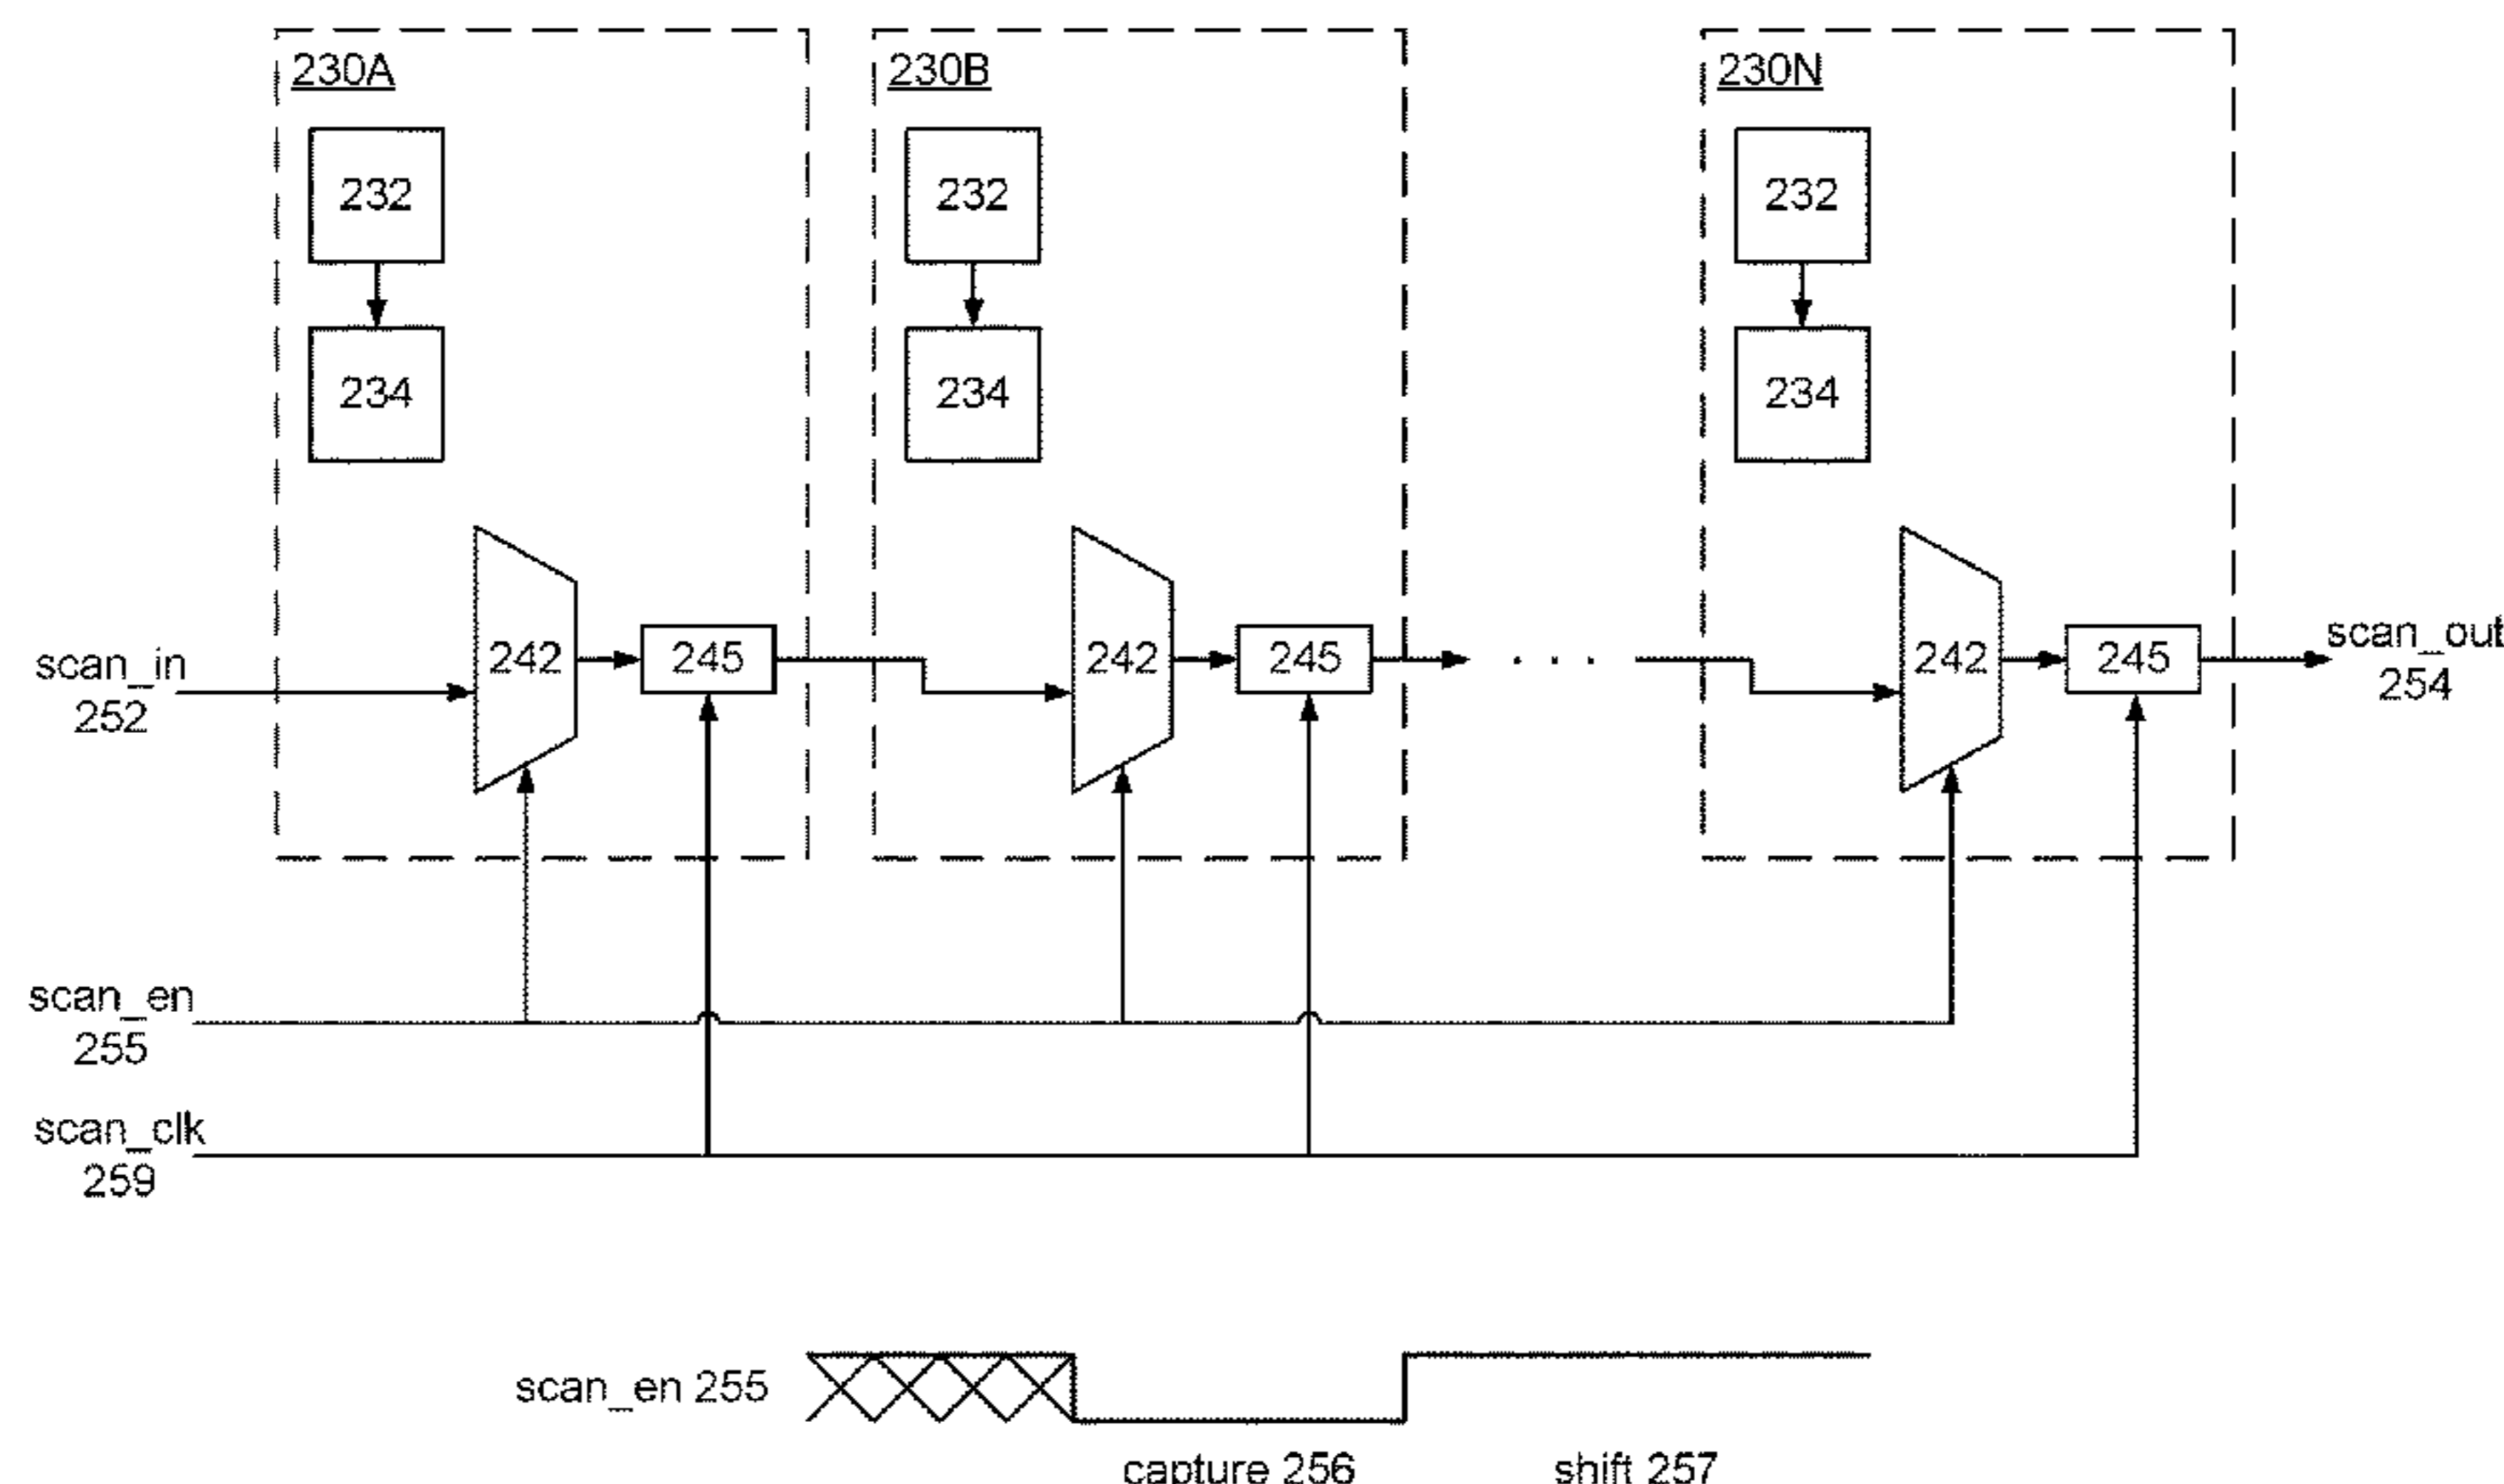 230A
230B
230N
232
232
232
234
234
234
scan_in
252
242
245
242
245
. . .
242
245
scan_out
254
scan_en
255
scan_clk
259
scan_en 255
capture 256
shift 257